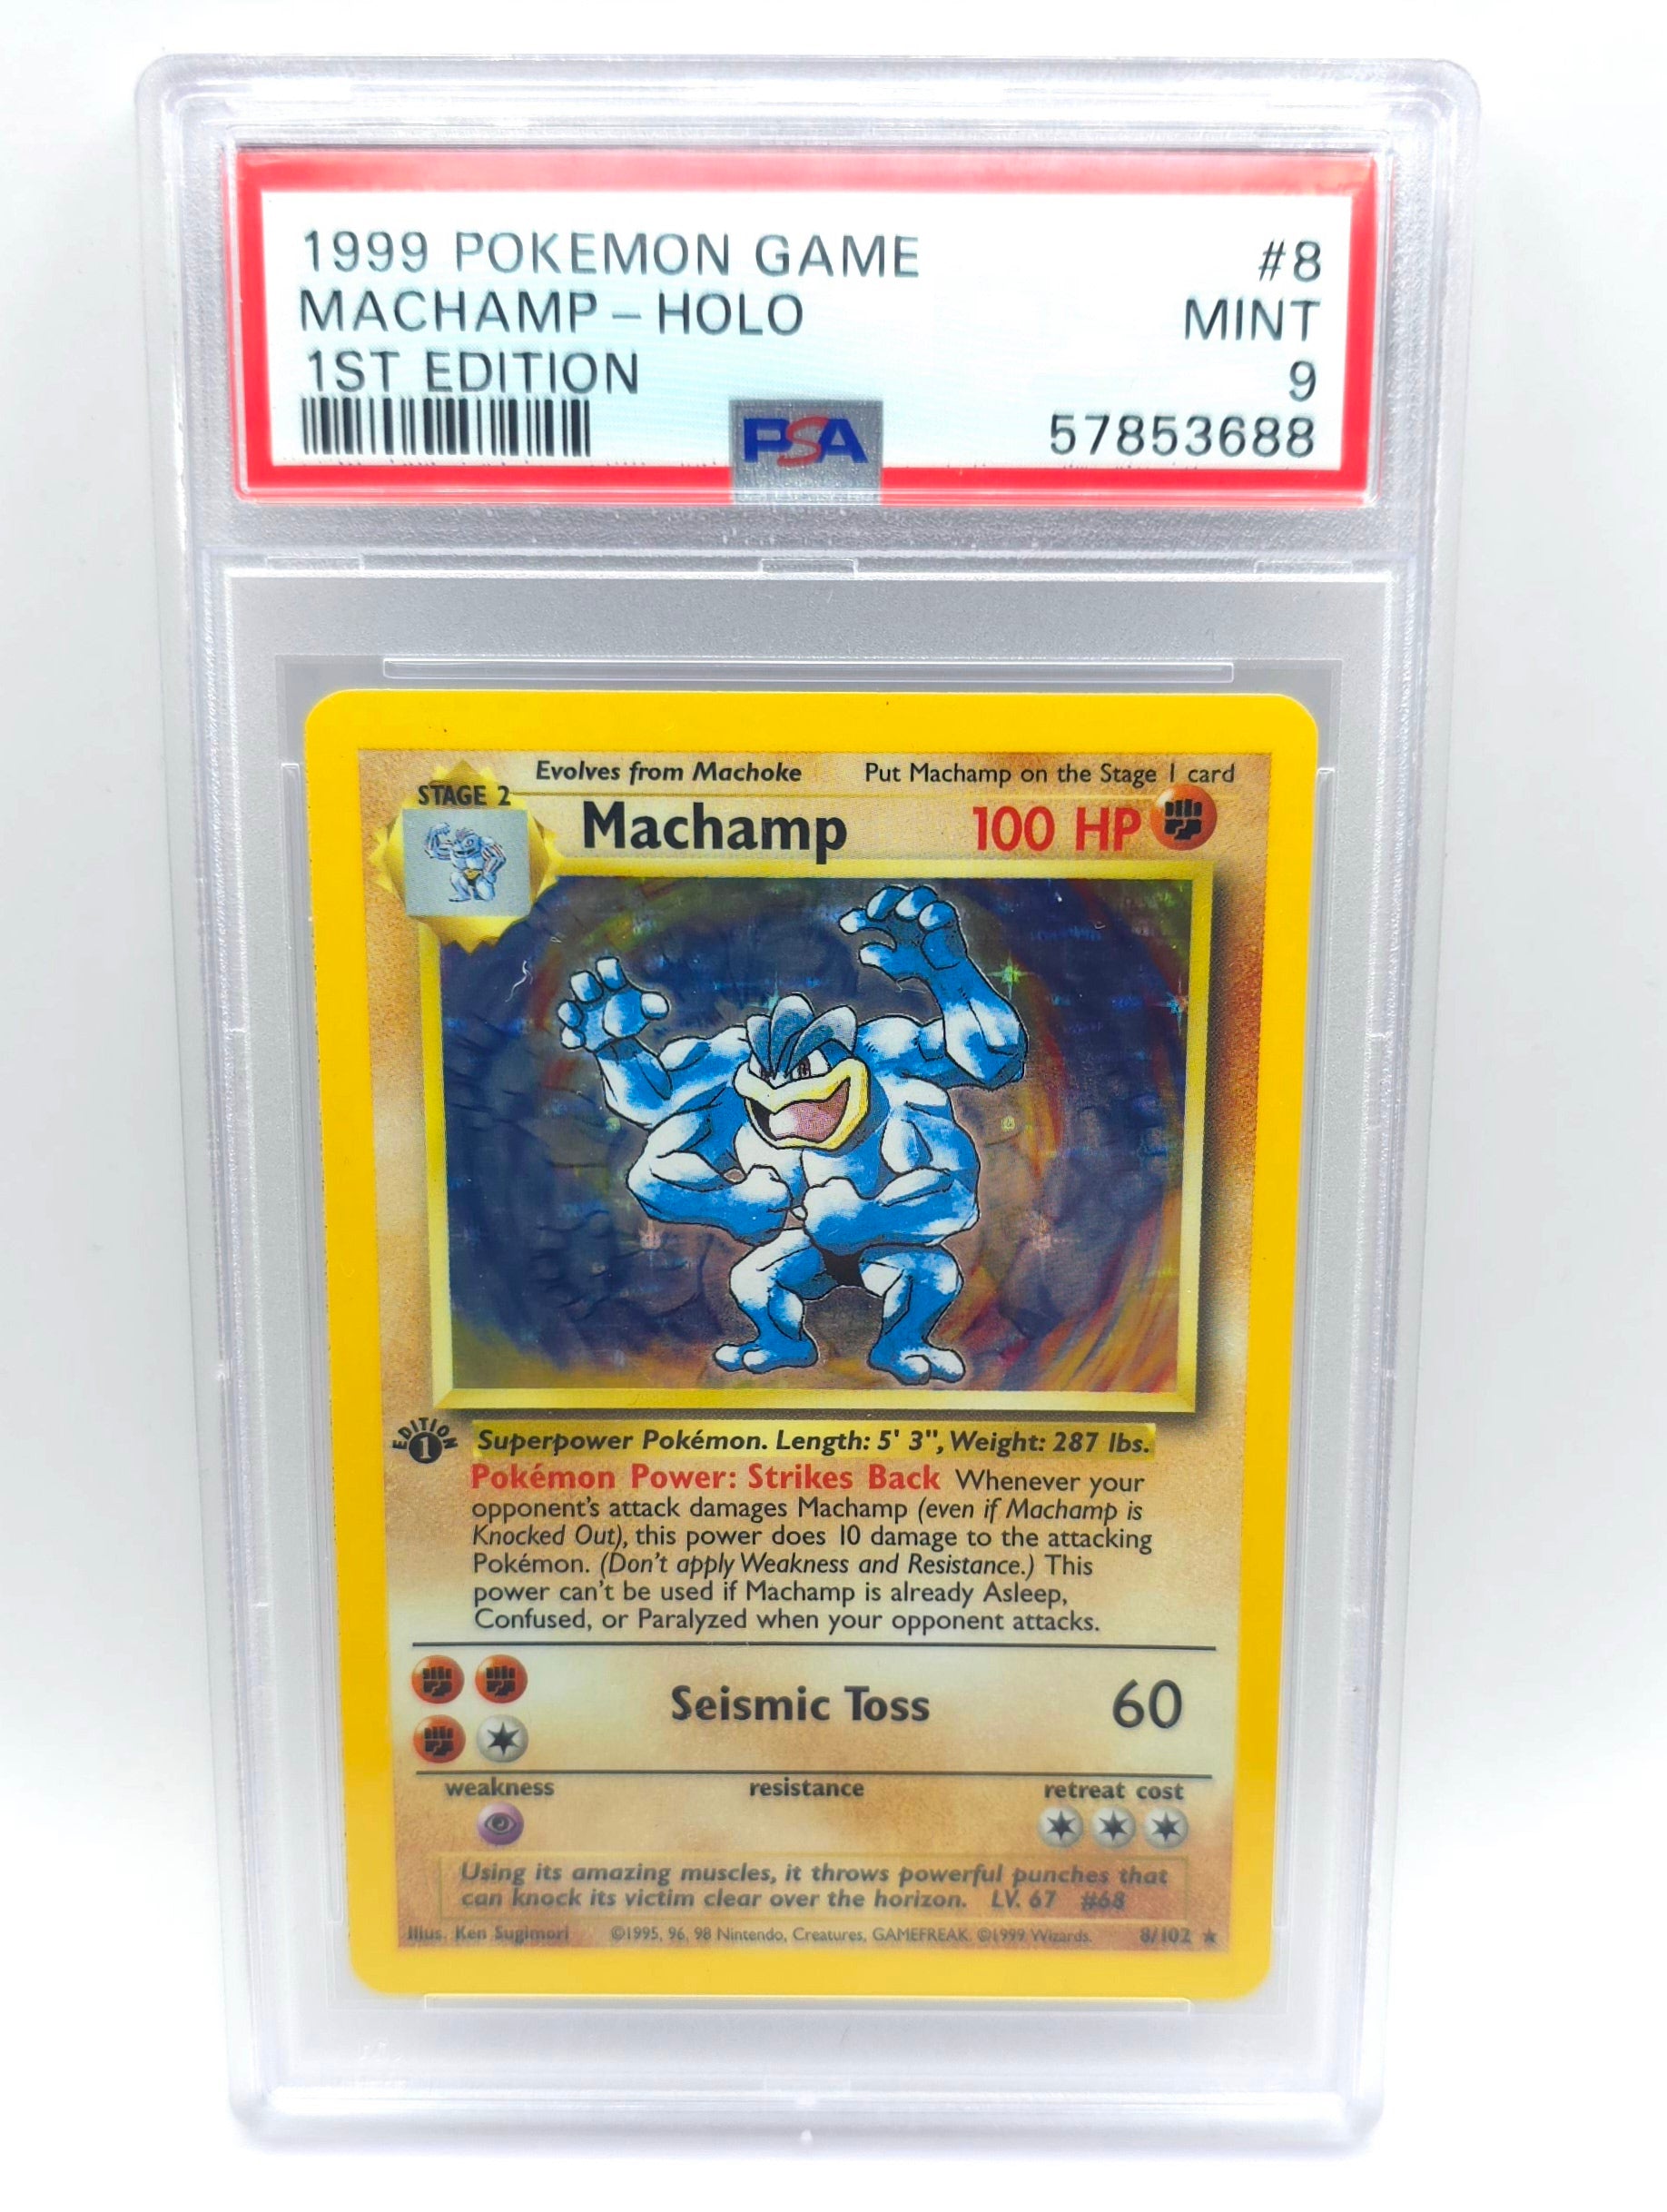 1999 POKEMON GAME #8
MACHAMP - HOLO MINT
1ST EDITION 9
PSA 57853688
Evolves from Machoke Put Machamp on the Stage 1 card
STAGE 2
Machamp 100 HP
EDITION
1
Superpower Pokémon. Length: 5' 3", Weight: 287 lbs.
Pokémon Power: Strikes Back Whenever your
opponent's attack damages Machamp (even if Machamp is
Knocked Out), this power does 10 damage to the attacking
Pokémon. (Don't apply Weakness and Resistance.) This
power can't be used if Machamp is already Asleep,
Confused, or Paralyzed when your opponent attacks.
Seismic Toss 60
weakness resistance retreat cost
Using its amazing muscles, it throws powerful punches that
can knock its victim clear over the horizon. LV. 67 #68
Illus. Ken Sugimori ©1995, 96, 98 Nintendo, Creatures, GAMEFREAK. ©1999 Wizards. 8/102 ★